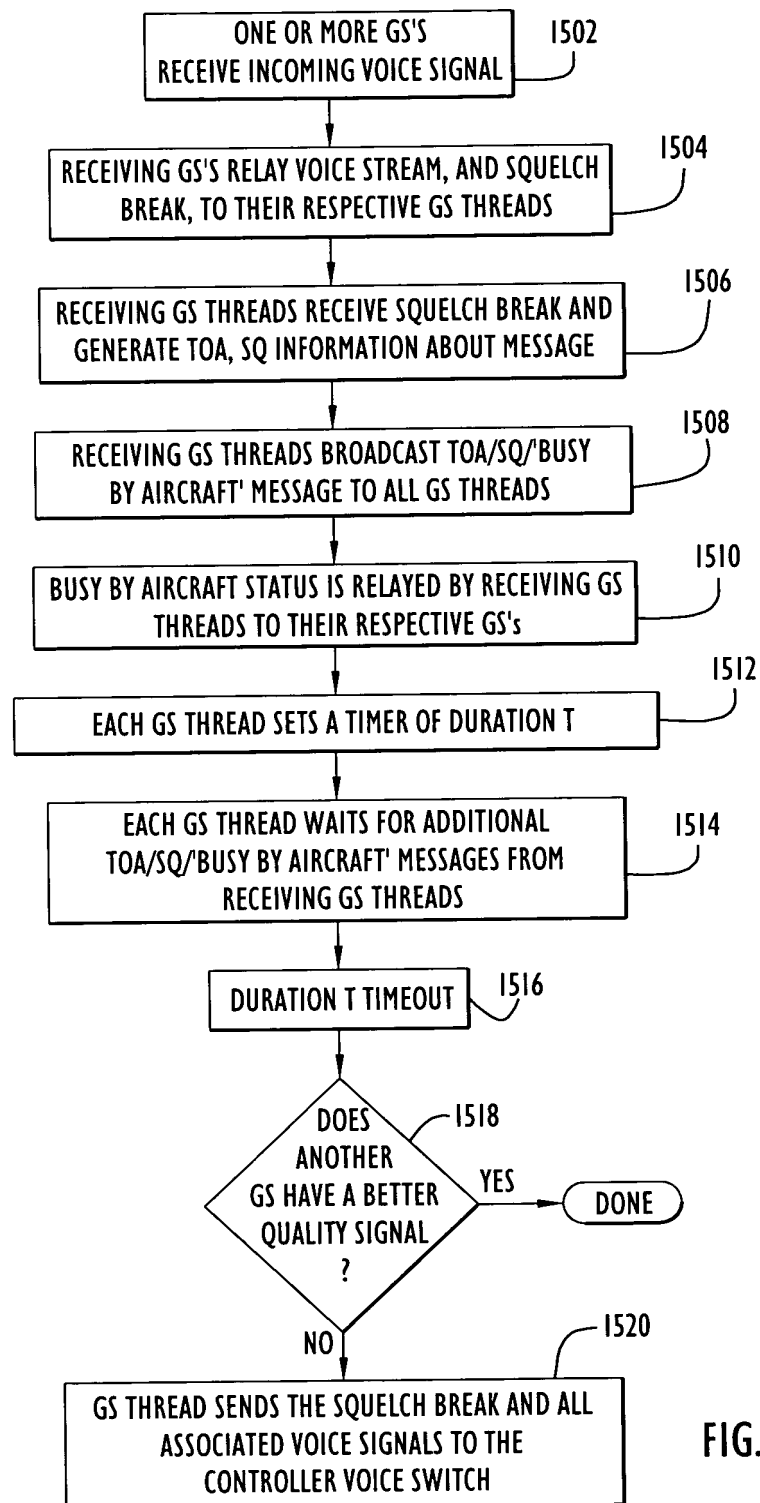 ONE OR MORE GS'S
RECEIVE INCOMING VOICE SIGNAL
1502
RECEIVING GS'S RELAY VOICE STREAM, AND SQUELCH
BREAK, TO THEIR RESPECTIVE GS THREADS
1504
RECEIVING GS THREADS RECEIVE SQUELCH BREAK AND
GENERATE TOA, SQ INFORMATION ABOUT MESSAGE
1506
RECEIVING GS THREADS BROADCAST TOA/SQ/'BUSY
BY AIRCRAFT' MESSAGE TO ALL GS THREADS
1508
BUSY BY AIRCRAFT STATUS IS RELAYED BY RECEIVING GS
THREADS TO THEIR RESPECTIVE GS's
1510
EACH GS THREAD SETS A TIMER OF DURATION T
1512
EACH GS THREAD WAITS FOR ADDITIONAL
TOA/SQ/'BUSY BY AIRCRAFT' MESSAGES FROM
RECEIVING GS THREADS
1514
DURATION T TIMEOUT
1516
DOES
ANOTHER
GS HAVE A BETTER
QUALITY SIGNAL
?
1518
YES
DONE
NO
1520
GS THREAD SENDS THE SQUELCH BREAK AND ALL
ASSOCIATED VOICE SIGNALS TO THE
CONTROLLER VOICE SWITCH
FIG.